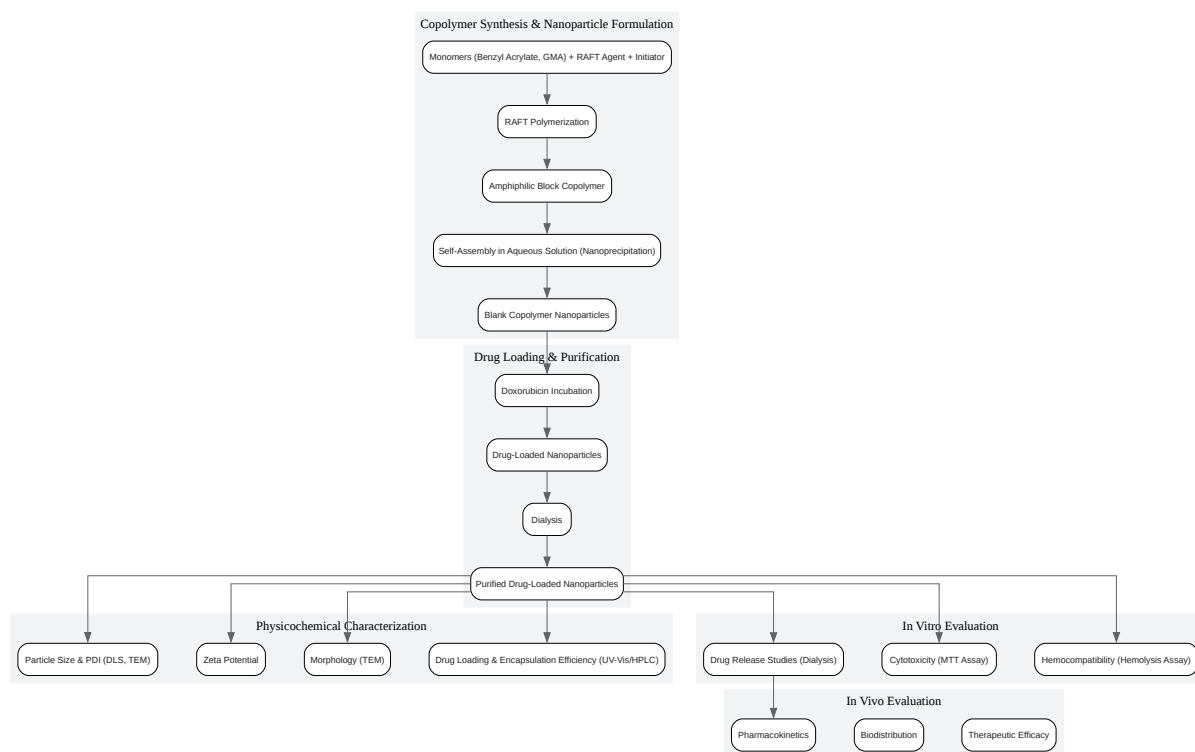 Copolymer Synthesis & Nanoparticle Formulation
Monomers (Benzyl Acrylate, GMA) + RAFT Agent + Initiator
RAFT Polymerization
Amphiphilic Block Copolymer
Self-Assembly in Aqueous Solution (Nanoprecipitation)
Blank Copolymer Nanoparticles
Drug Loading & Purification
Doxorubicin Incubation
Drug-Loaded Nanoparticles
Dialysis
Purified Drug-Loaded Nanoparticles
Physicochemical Characterization
Particle Size & PDI (DLS, TEM)
Zeta Potential
Morphology (TEM)
Drug Loading & Encapsulation Efficiency (UV-Vis/HPLC)
In Vitro Evaluation
Drug Release Studies (Dialysis)
Cytotoxicity (MTT Assay)
Hemocompatibility (Hemolysis Assay)
In Vivo Evaluation
Pharmacokinetics
Biodistribution
Therapeutic Efficacy